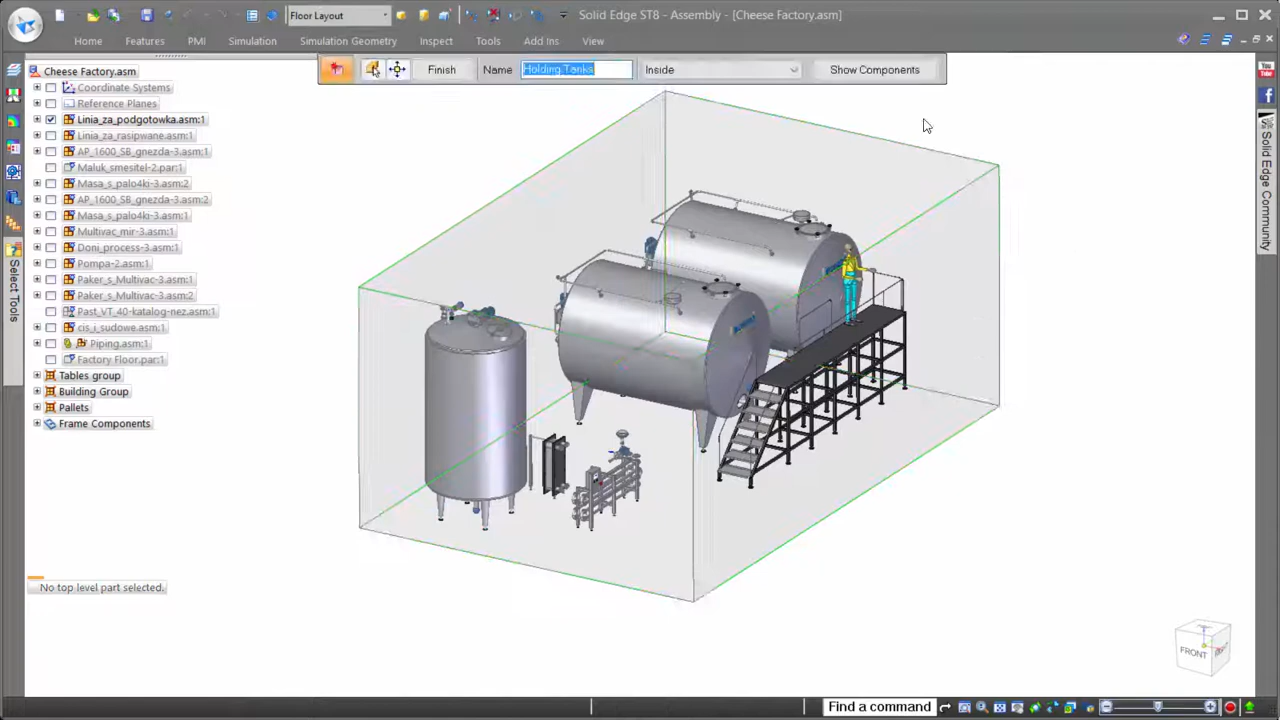 Floor Layout
Solid Edge ST8 - Assembly - [Cheese Factory.asm]
Home Features PMI Simulation Simulation Geometry Inspect Tools Add Ins View
Finish Name Holding Tanks Inside Show Components
Cheese Factory.asm
Coordinate Systems
Reference Planes
Linia_za_podgotowka.asm:1
Linia_za_rasipwane.asm:1
AP_1600_SB_gnezda-3.asm:1
Maluk_smesitel-2.par:1
Masa_s_palo4ki-3.asm:2
AP_1600_SB_gnezda-3.asm:2
Masa_s_palo4ki-3.asm:1
Multivac_mir-3.asm:1
Doni_process-3.asm:1
Pompa-2.asm:1
Paker_s_Multivac-3.asm:1
Paker_s_Multivac-3.asm:2
Past_VT_40-katalog-nez.asm:1
cis_i_sudowe.asm:1
Piping.asm:1
Factory Floor.par:1
Tables group
Building Group
Pallets
Frame Components
Select Tools
No top level part selected.
You Tube
Solid Edge Community
FRONT
Find a command